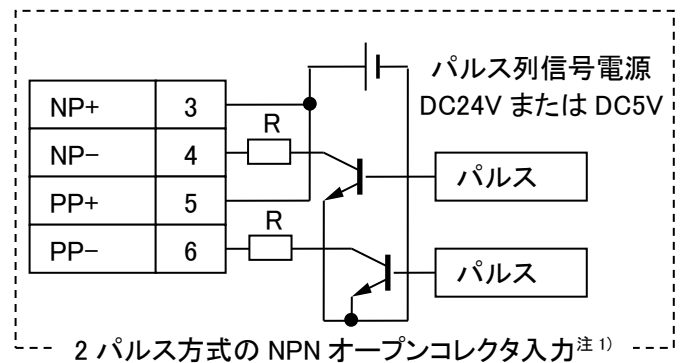 パルス列信号電源
DC24V または DC5V
NP+ 3
R
NP− 4
パルス
PP+ 5
R
PP− 6
パルス
2 パルス方式の NPN オープンコレクタ入力注 1)